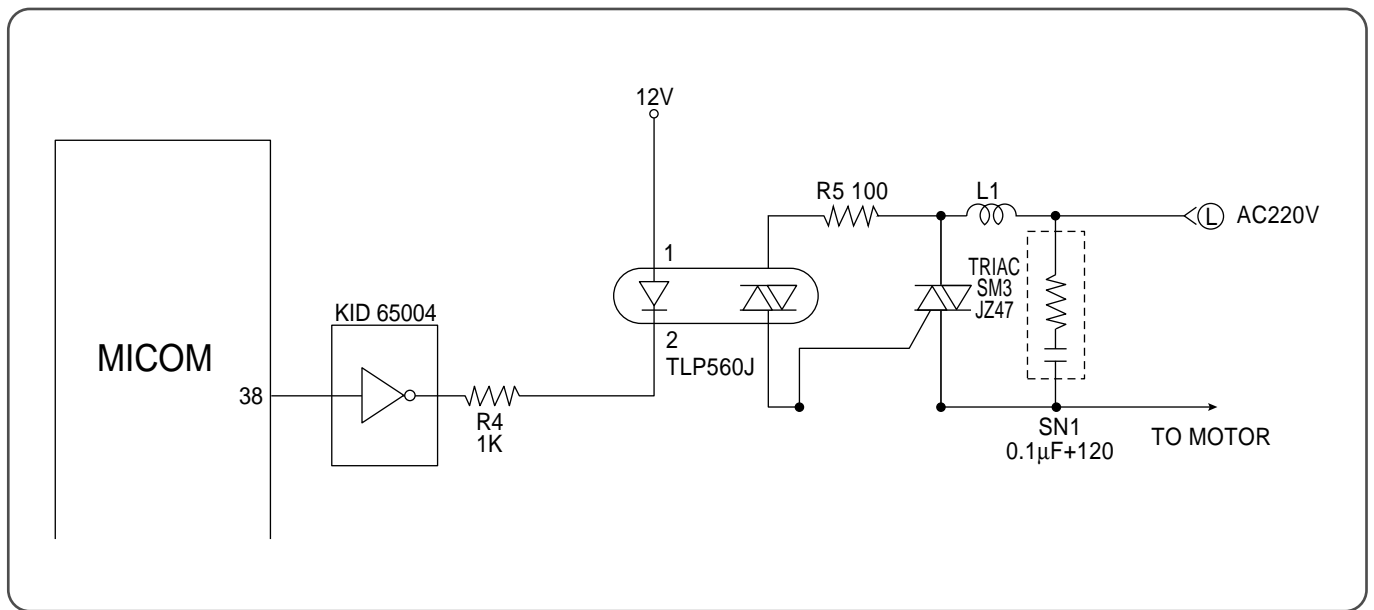 12V
R5 100
L1
L
AC220V
1
TRIAC
SM3
JZ47
KID 65004
2
TLP560J
MICOM
38
R4
1K
SN1
0.1μF+120
TO MOTOR